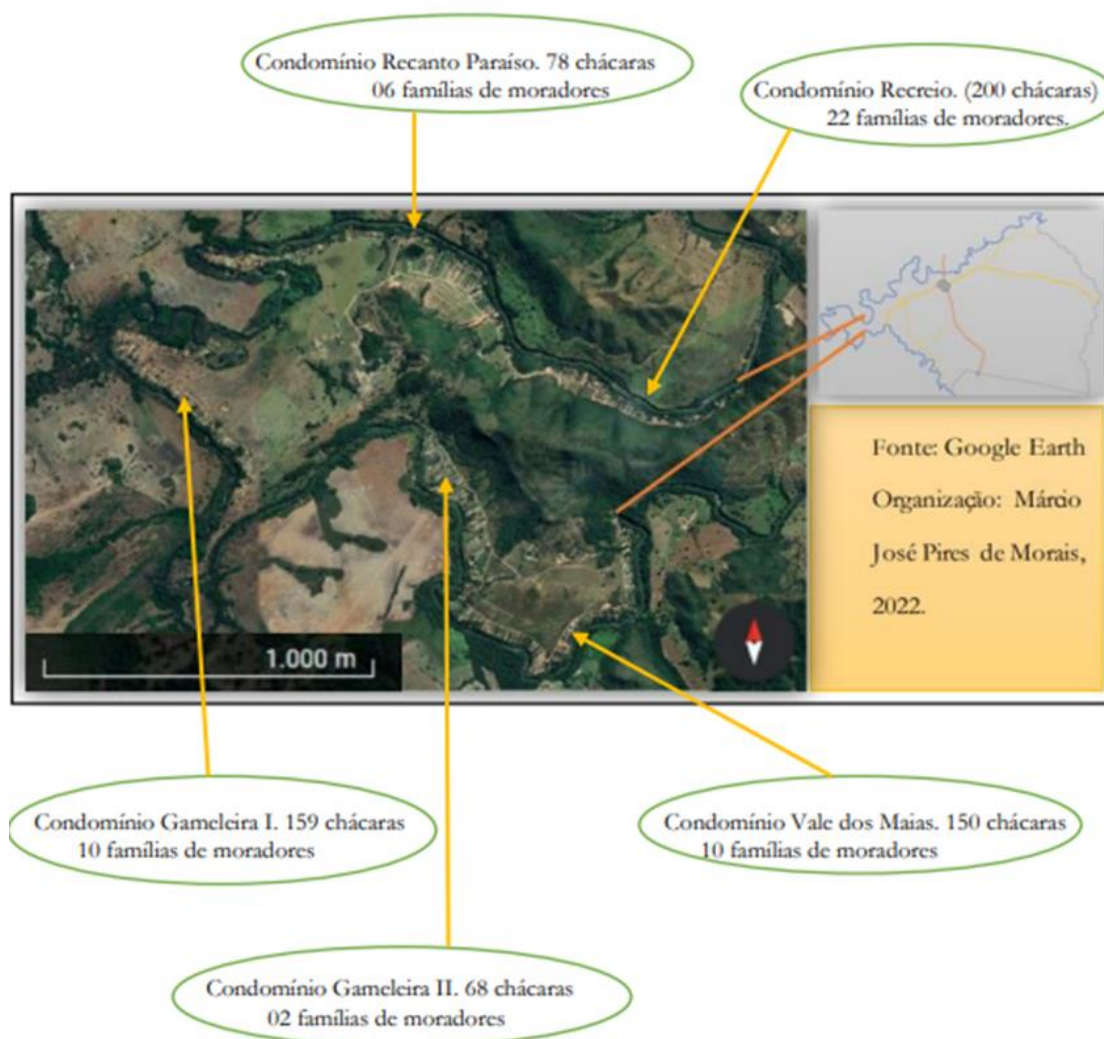 Condomínio Recanto Paraíso. 78 chácaras
06 famílias de moradores
Condomínio Recreio. (200 chácaras)
22 famílias de moradores.
Fonte: Google Earth
Organização: Márcio
José Pires de Morais,
2022.
1.000 m
Condomínio Gameleira I. 159 chácaras
10 famílias de moradores
Condomínio Vale dos Maias. 150 chácaras
10 famílias de moradores
Condomínio Gameleira II. 68 chácaras
02 famílias de moradores